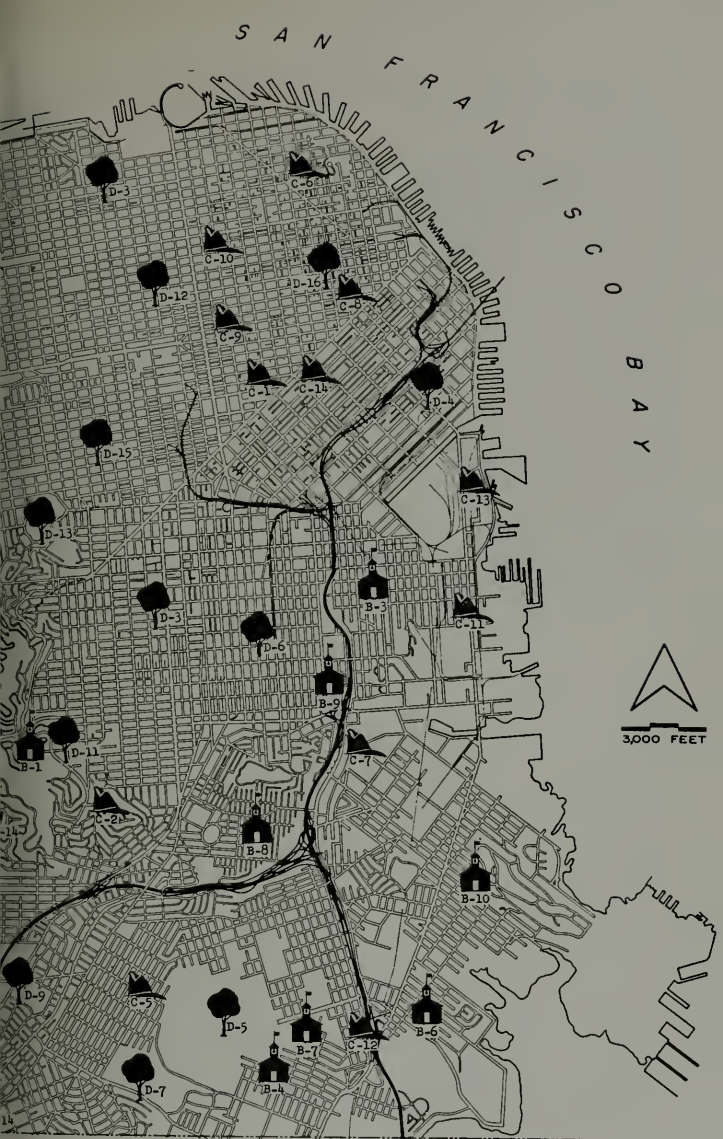 SAN FRANCISCO BAY
D-3
C-6
C-10
D-16
D-12
C-8
C-9
C-1
C-14
D-4
D-15
C-13
D-13
B-3
D-3
C-11
D-6
B-9
3,000 FEET
B-1
D-11
C-7
C-2
14
B-8
B-10
D-9
C-5
D-5
B-7
C-12
B-6
B-4
D-7
14